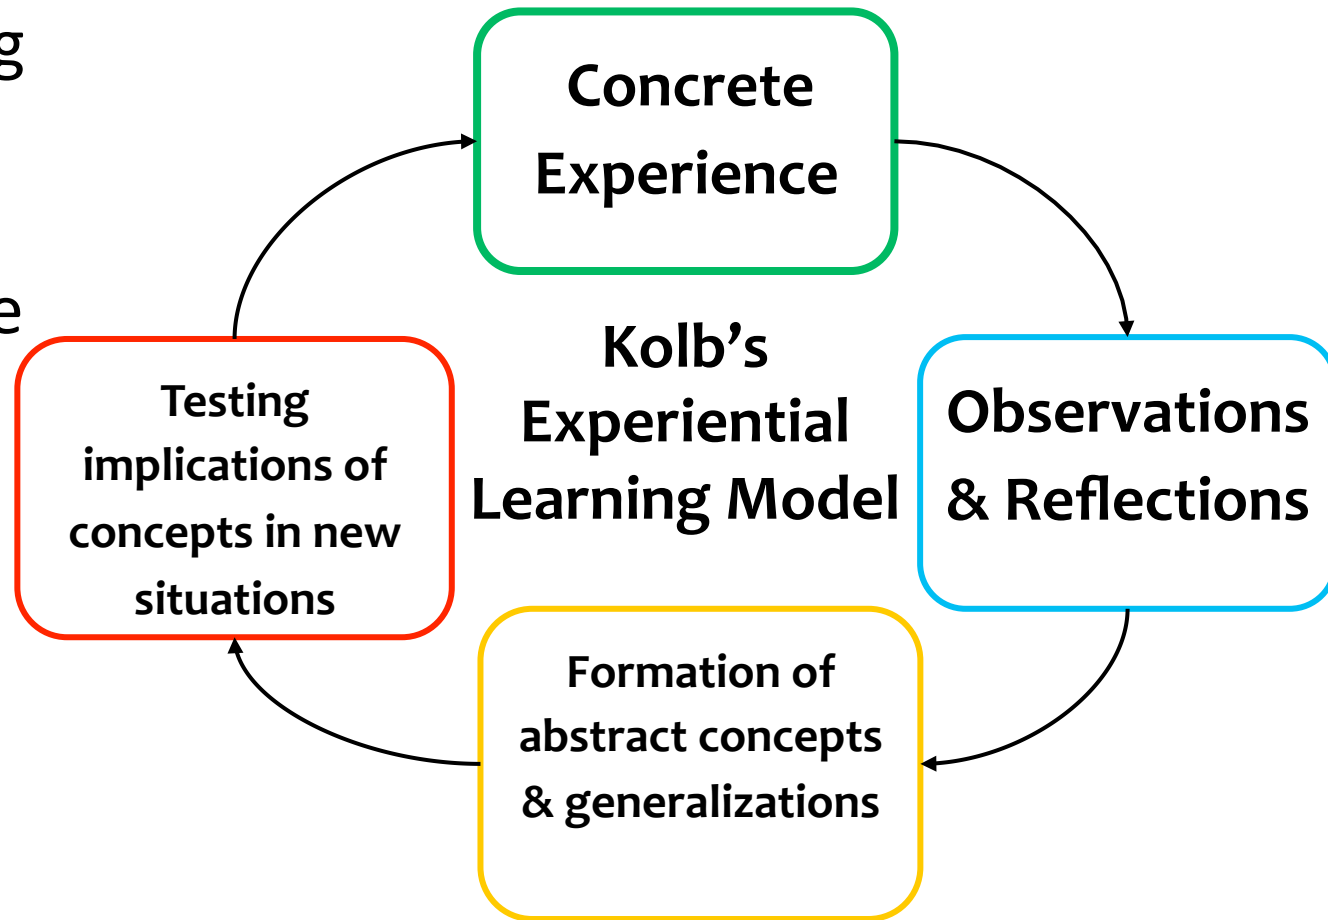 g
Concrete
Experience
e
Kolb’s
Experiential
Learning Model
Observations
& Reflections
Testing
implications of
concepts in new
situations
Formation of
abstract concepts
& generalizations